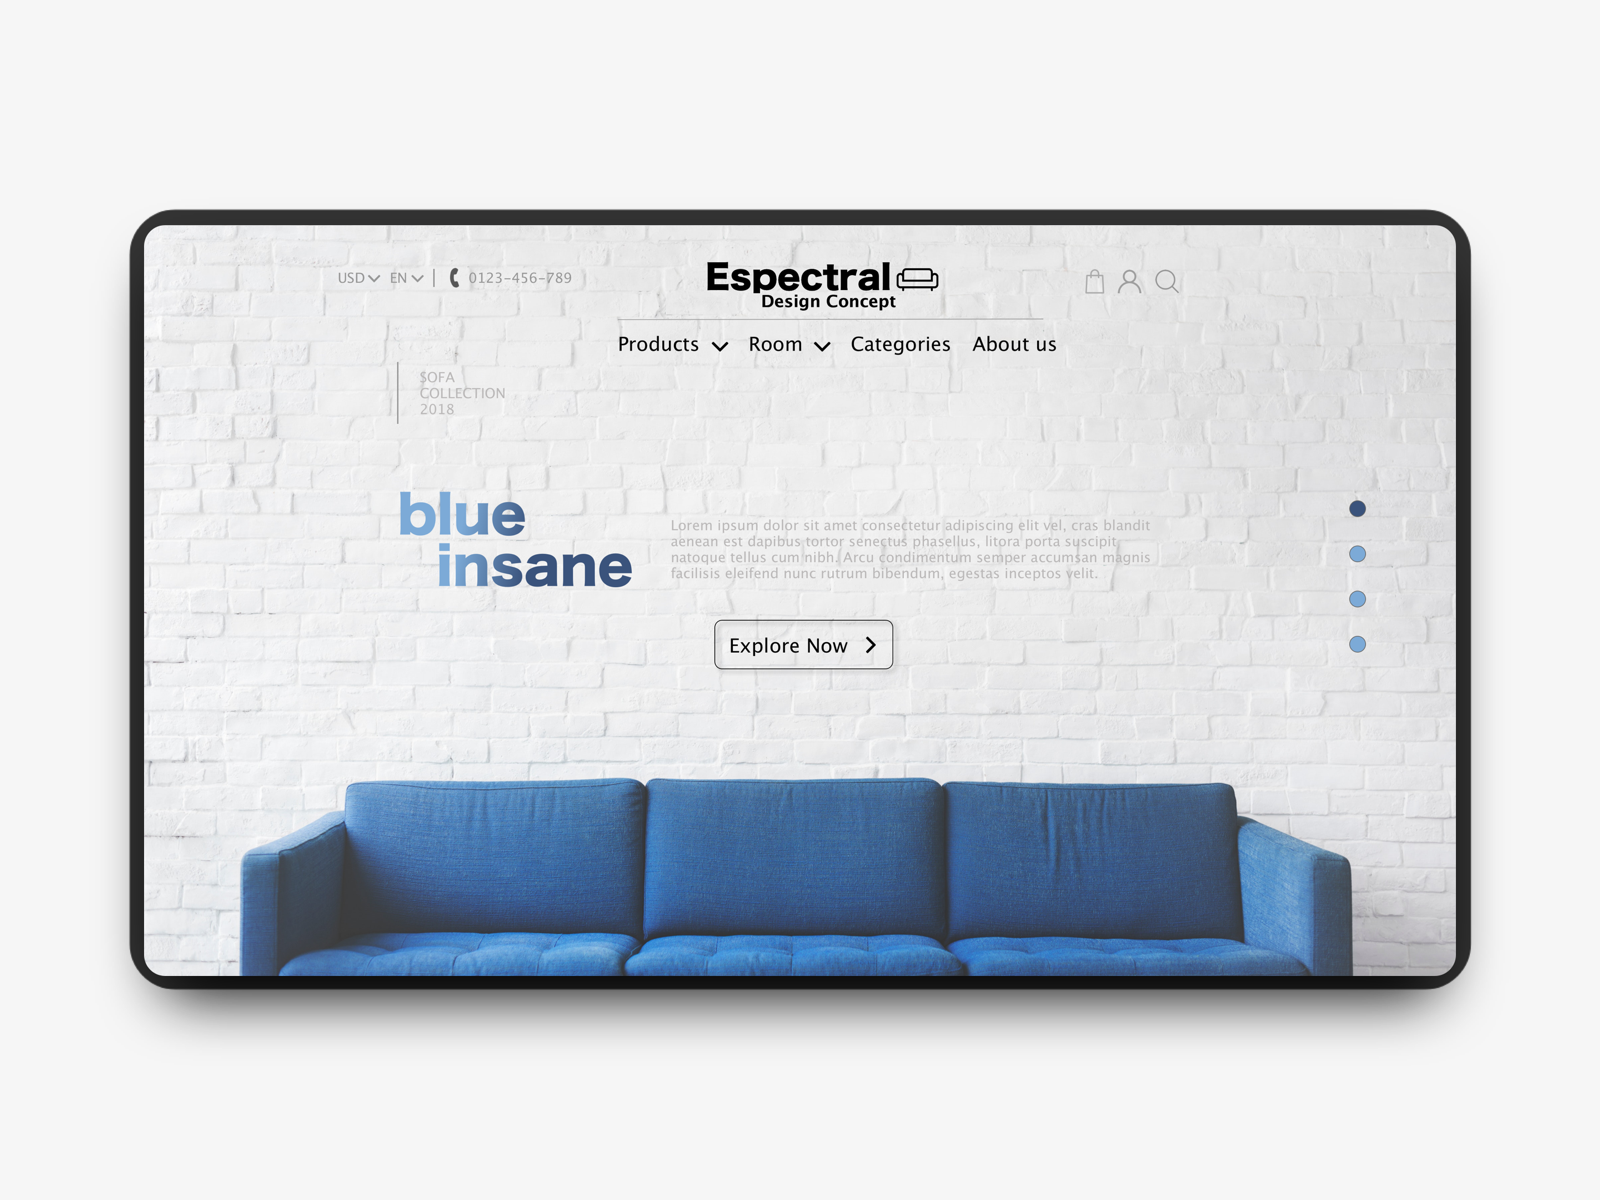 USD EN | 0123-456-789
Espectral
Design Concept
Products Room Categories About us
SOFA
COLLECTION
2018
blue
insane
Lorem ipsum dolor sit amet consectetur adipiscing elit vel, cras blandit
aenean est dapibus tortor senectus phasellus, litora porta suscipit
natoque tellus cum nibh. Arcu condimentum semper accumsan magnis
facilisis eleifend nunc rutrum bibendum, egestas inceptos velit.
Explore Now